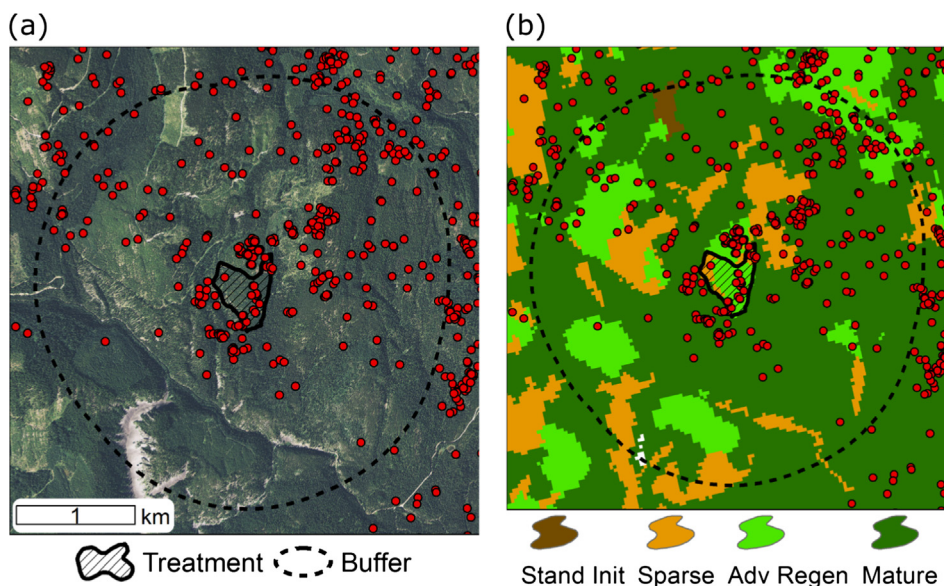 (a)
(b)
1 km
Treatment Buffer
Stand Init Sparse Adv Regen Mature